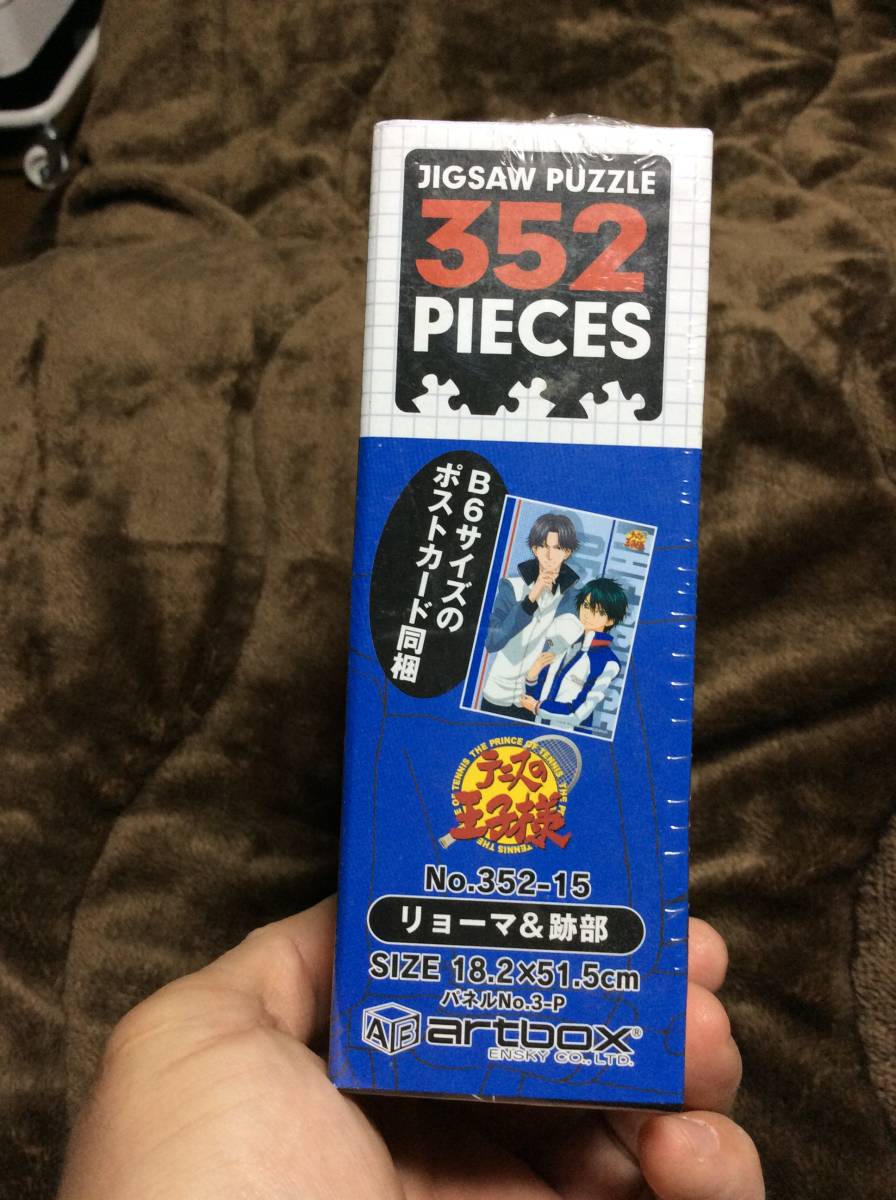 JIGSAW PUZZLE
352
PIECES
B6サイズの
ポストカード同梱
THE PRINCE OF TENNIS
テニスの
王子様
No.352-15
リョーマ&跡部
SIZE 18.2×51.5cm
パネルNo.3-P
artbox®
ENSKY CO., LTD.